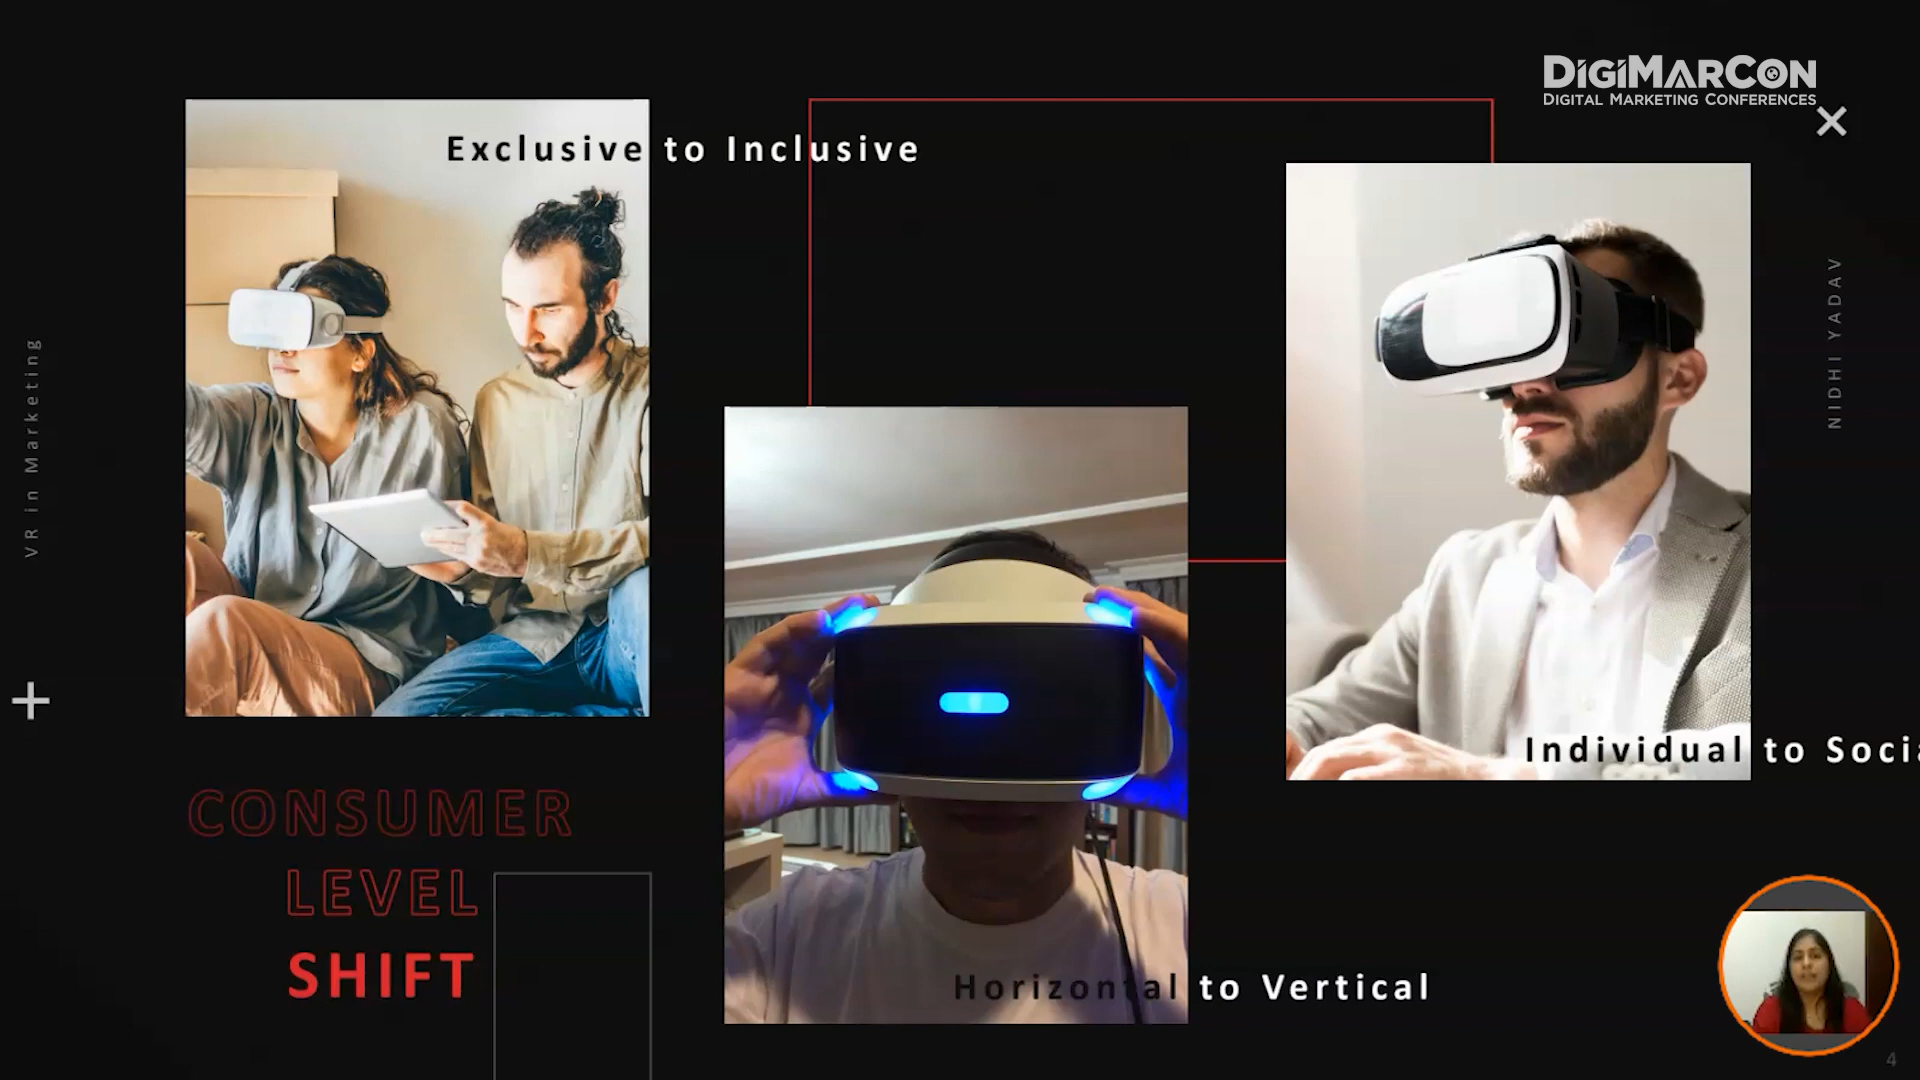 DIGIMARCON
DIGITAL MARKETING CONFERENCES
Exclusive to Inclusive
VR in Marketing
NIDHI YADAV
Individual to Socia
CONSUMER
LEVEL
SHIFT
Horizontal to Vertical
4